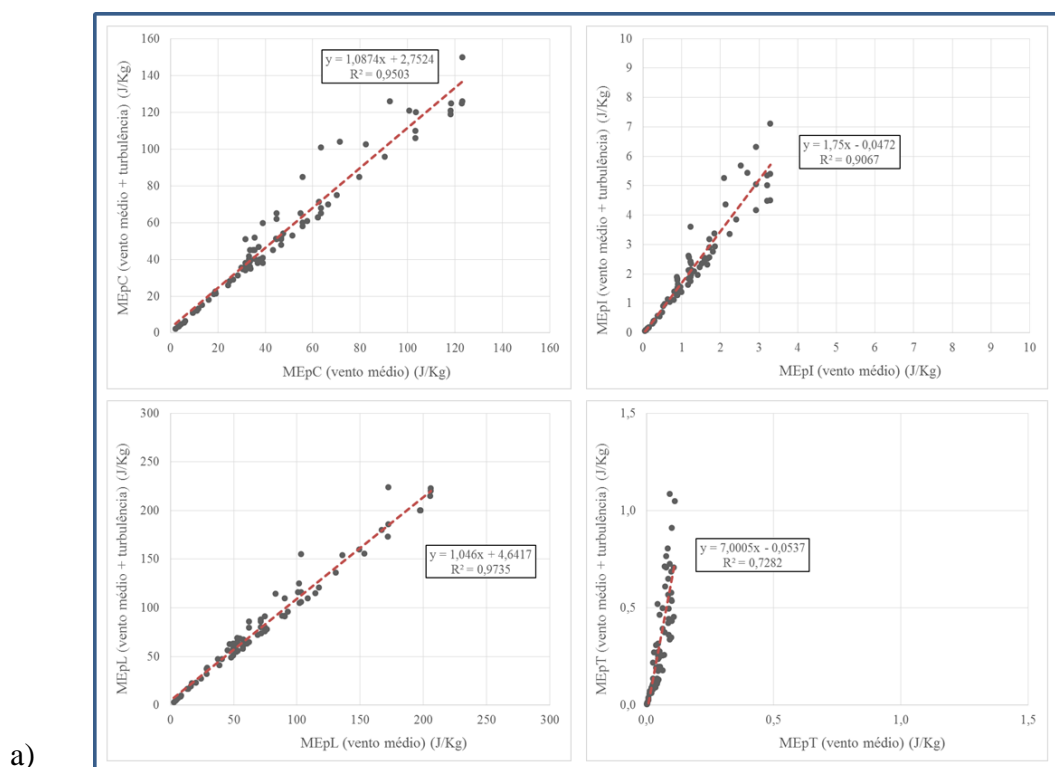 160
140
120
100
80
60
40
20
0
MEpC (vento médio + turbulência) (J/Kg)
y = 1,0874x + 2,7524
R² = 0,9503
0 20 40 60 80 100 120 140 160
MEpC (vento médio) (J/Kg)
10
9
8
7
6
5
4
3
2
1
0
MEpI (vento médio + turbulência) (J/Kg)
y = 1,75x - 0,0472
R² = 0,9067
0 1 2 3 4 5 6 7 8 9 10
MEpI (vento médio) (J/Kg)
300
250
200
150
100
50
0
MEpL (vento médio + turbulência) (J/Kg)
y = 1,046x + 4,6417
R² = 0,9735
0 50 100 150 200 250 300
MEpL (vento médio) (J/Kg)
1,5
1,0
0,5
0,0
MEpT (vento médio + turbulência) (J/Kg)
y = 7,0005x - 0,0537
R² = 0,7282
0,0 0,5 1,0 1,5
MEpT (vento médio) (J/Kg)
a)